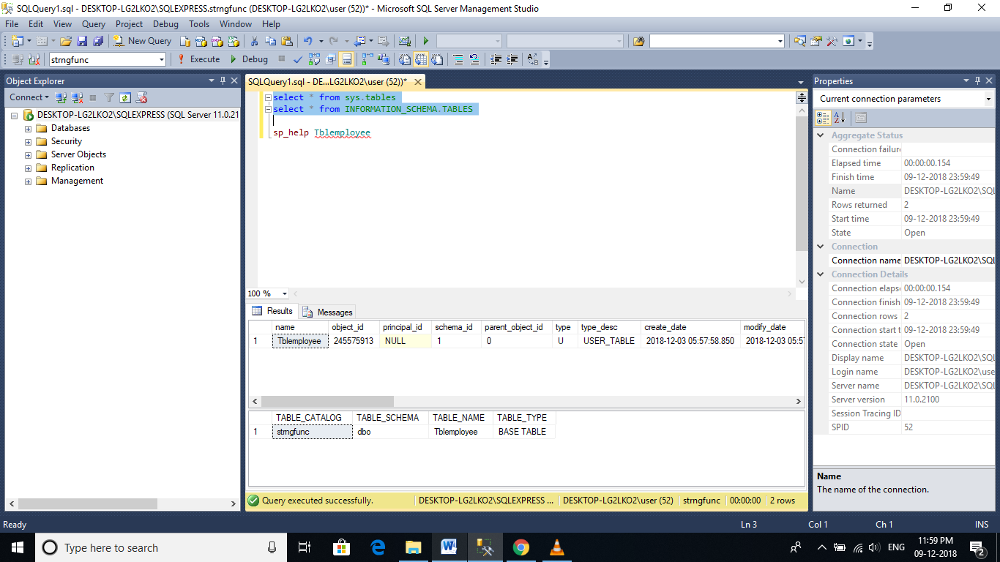 SQLQuery1.sql - DESKTOP-LG2LKO2\SQLEXPRESS.strngfunc (DESKTOP-LG2LKO2\user (52))* - Microsoft SQL Server Management Studio
File Edit View Query Project Debug Tools Window Help
New Query
strngfunc Execute Debug
Object Explorer
Connect
DESKTOP-LG2LKO2\SQLEXPRESS (SQL Server 11.0.21
Databases
Security
Server Objects
Replication
Management
SQLQuery1.sql - DE...LG2LKO2\user (52))*
select * from sys.tables
select * from INFORMATION_SCHEMA.TABLES
sp_help Tblemployee
100 %
Results Messages
name object_id principal_id schema_id parent_object_id type type_desc create_date modify_date
1 Tblemployee 245575913 NULL 1 0 U USER_TABLE 2018-12-03 05:57:58.850 2018-12-03 05:57
TABLE_CATALOG TABLE_SCHEMA TABLE_NAME TABLE_TYPE
1 strngfunc dbo Tblemployee BASE TABLE
Query executed successfully. DESKTOP-LG2LKO2\SQLEXPRESS ... DESKTOP-LG2LKO2\user (52) strngfunc 00:00:00 2 rows
Properties
Current connection parameters
Aggregate Status
Connection failure
Elapsed time 00:00:00.154
Finish time 09-12-2018 23:59:49
Name DESKTOP-LG2LKO2\SQL
Rows returned 2
Start time 09-12-2018 23:59:49
State Open
Connection
Connection name DESKTOP-LG2LKO2\SQL
Connection Details
Connection elaps 00:00:00.154
Connection finish 09-12-2018 23:59:49
Connection rows 2
Connection start t 09-12-2018 23:59:49
Connection state Open
Display name DESKTOP-LG2LKO2\SQL
Login name DESKTOP-LG2LKO2\use
Server name DESKTOP-LG2LKO2\SQL
Server version 11.0.2100
Session Tracing ID
SPID 52
Name
The name of the connection.
Ready Ln 3 Col 1 Ch 1 INS
Type here to search ENG 11:59 PM
09-12-2018
2